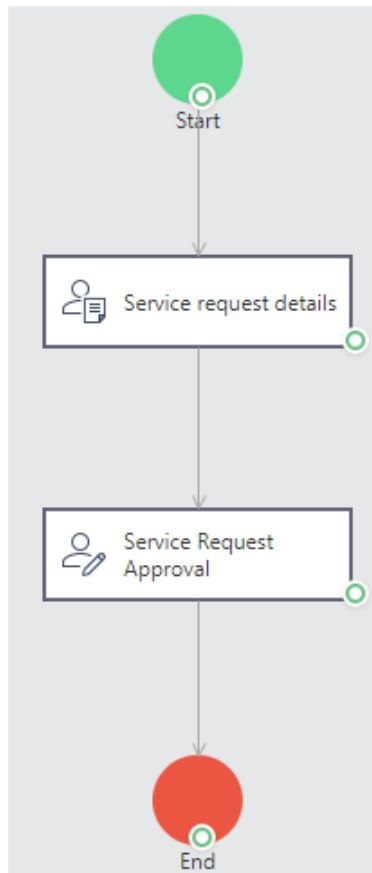 Start
Service request details
Service Request
Approval
End